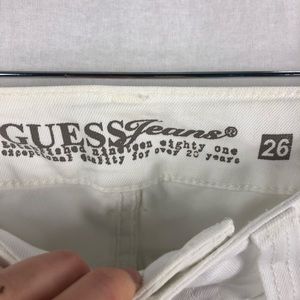 GUESS Jeans® 26
established nineteen eighty one
exceptional quality for over 20 years